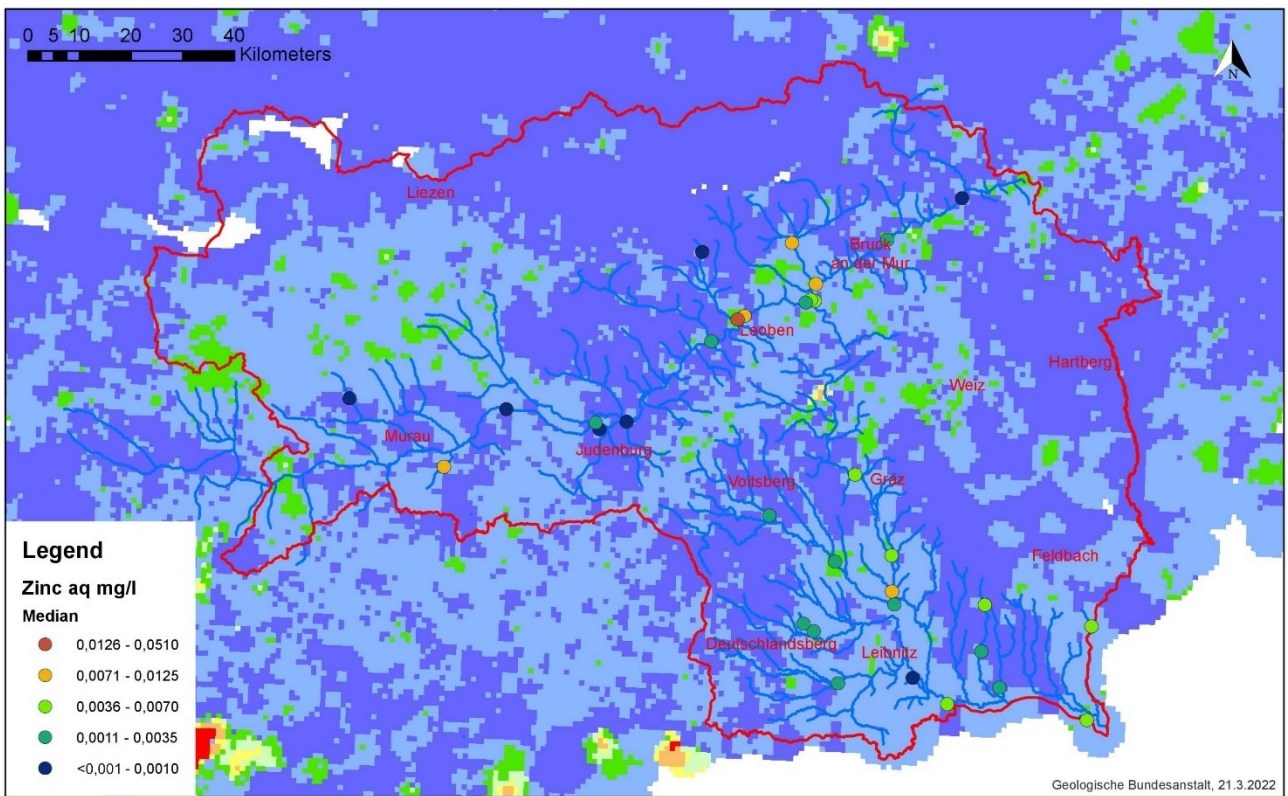 0 5 10 20 30 40
Kilometers
N
Liezen
Bruck
an der Mur
Leoben
Hartberg
Weiz
Murau
Judenburg
Voitsberg
Graz
Feldbach
Deutschlandsberg
Leibnitz
Legend
Zinc aq mg/l
Median
0,0126 - 0,0510
0,0071 - 0,0125
0,0036 - 0,0070
0,0011 - 0,0035
<0,001 - 0,0010
Geologische Bundesanstalt, 21.3.2022